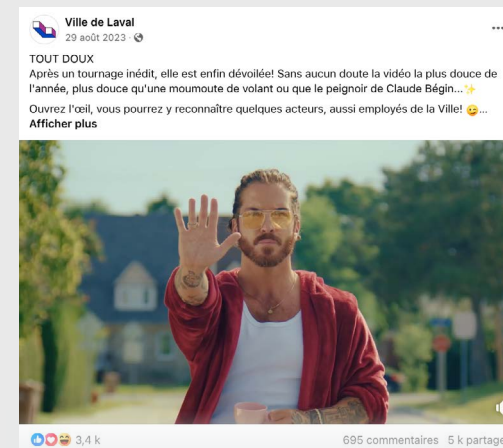 Ville de Laval
29 août 2023 ·
TOUT DOUX
Après un tournage inédit, elle est enfin dévoilée! Sans aucun doute la vidéo la plus douce de
l'année, plus douce qu'une moumoute de volant ou que le peignoir de Claude Bégin...✨
Ouvrez l'œil, vous pourrez y reconnaître quelques acteurs, aussi employés de la Ville! 😉...
Afficher plus
3,4 k
695 commentaires 5 k partag